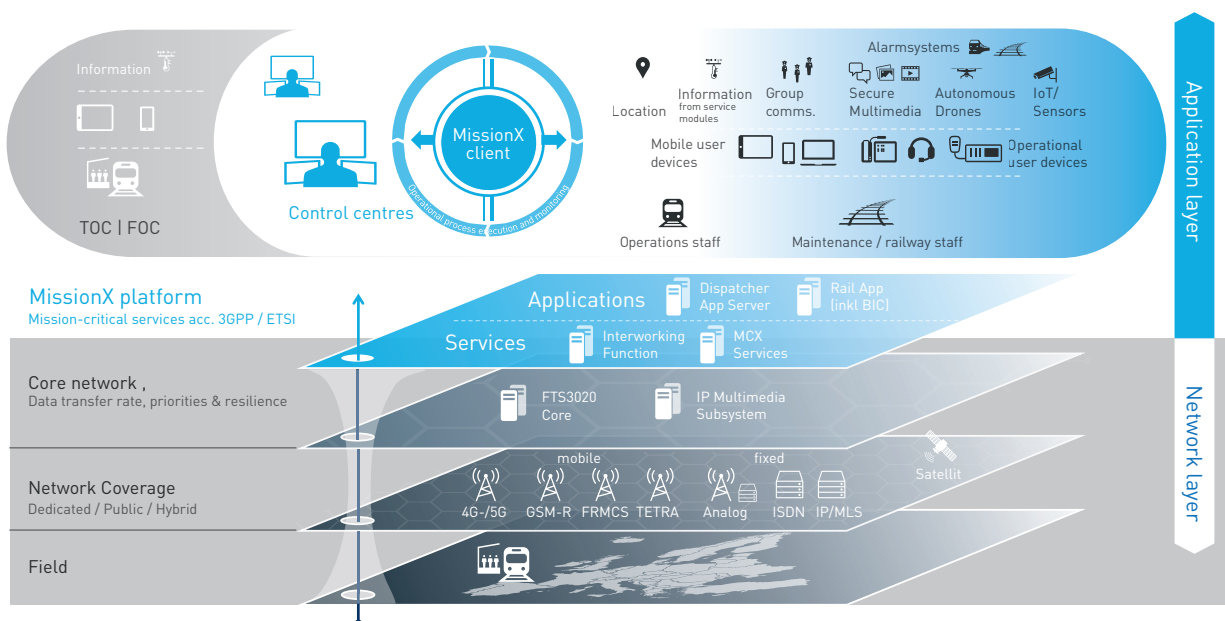 Information
TOC | FOC
Control centres
MissionX
client
Operational process execution and monitoring
Location
Information
from service
modules
Group
comms.
Alarmsystems
Secure
Multimedia
Autonomous
Drones
IoT/
Sensors
Mobile user
devices
Operational
user devices
Operations staff
Maintenance / railway staff
Application layer
MissionX platform
Mission-critical services acc. 3GPP / ETSI
Applications
Dispatcher
App Server
Rail App
(inkl BIC)
Services
Interworking
Function
MCX
Services
Core network ,
Data transfer rate, priorities & resilience
FTS3020
Core
IP Multimedia
Subsystem
Network layer
Network Coverage
Dedicated / Public / Hybrid
mobile
fixed
4G-/5G
GSM-R
FRMCS
TETRA
Analog
ISDN
IP/MLS
Satellit
Field